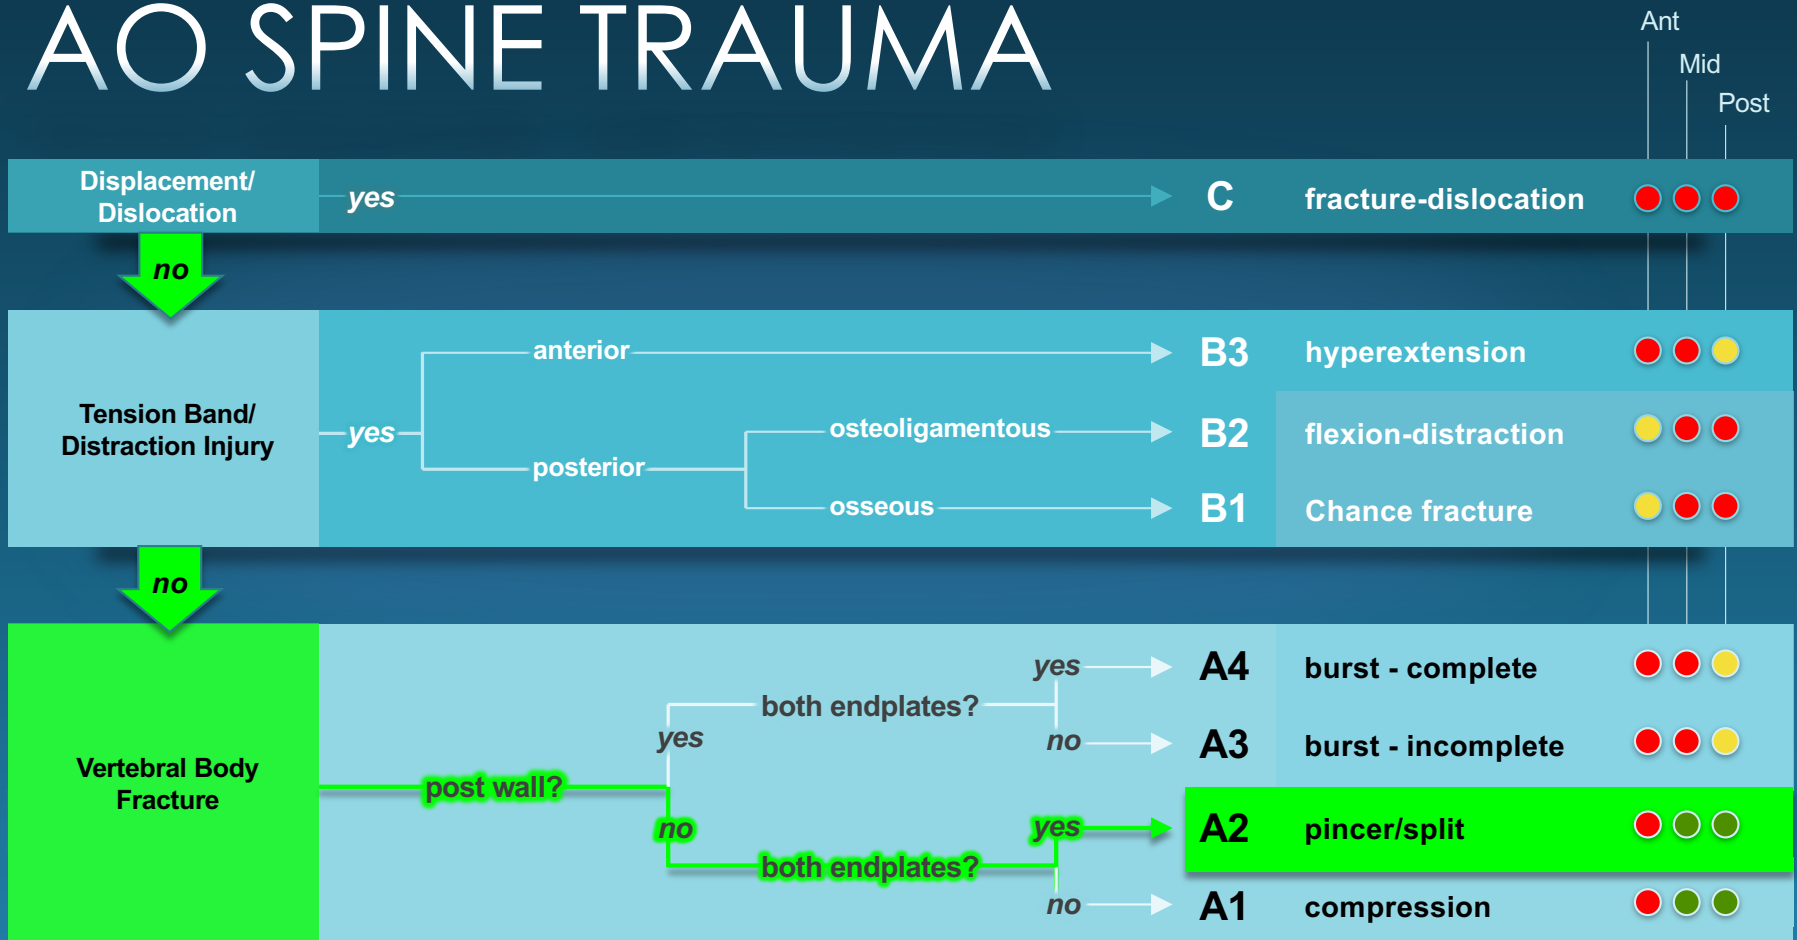 AO SPINE TRAUMA
Ant
Mid
Post
Displacement/
Dislocation
yes
C
fracture-dislocation
no
Tension Band/
Distraction Injury
yes
anterior
B3
hyperextension
posterior
osteoligamentous
B2
flexion-distraction
osseous
B1
Chance fracture
no
Vertebral Body
Fracture
post wall?
yes
both endplates?
yes
A4
burst - complete
no
A3
burst - incomplete
no
both endplates?
yes
A2
pincer/split
no
A1
compression